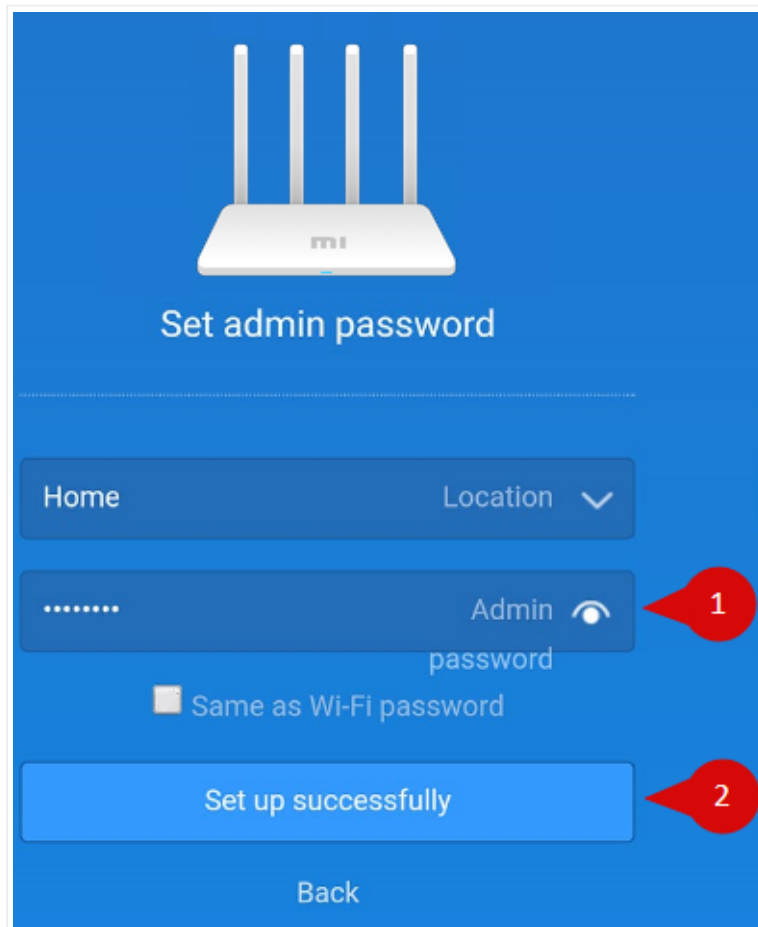 mi
Set admin password
Home Location
•••••••• Admin
password
1
Same as Wi-Fi password
Set up successfully
2
Back